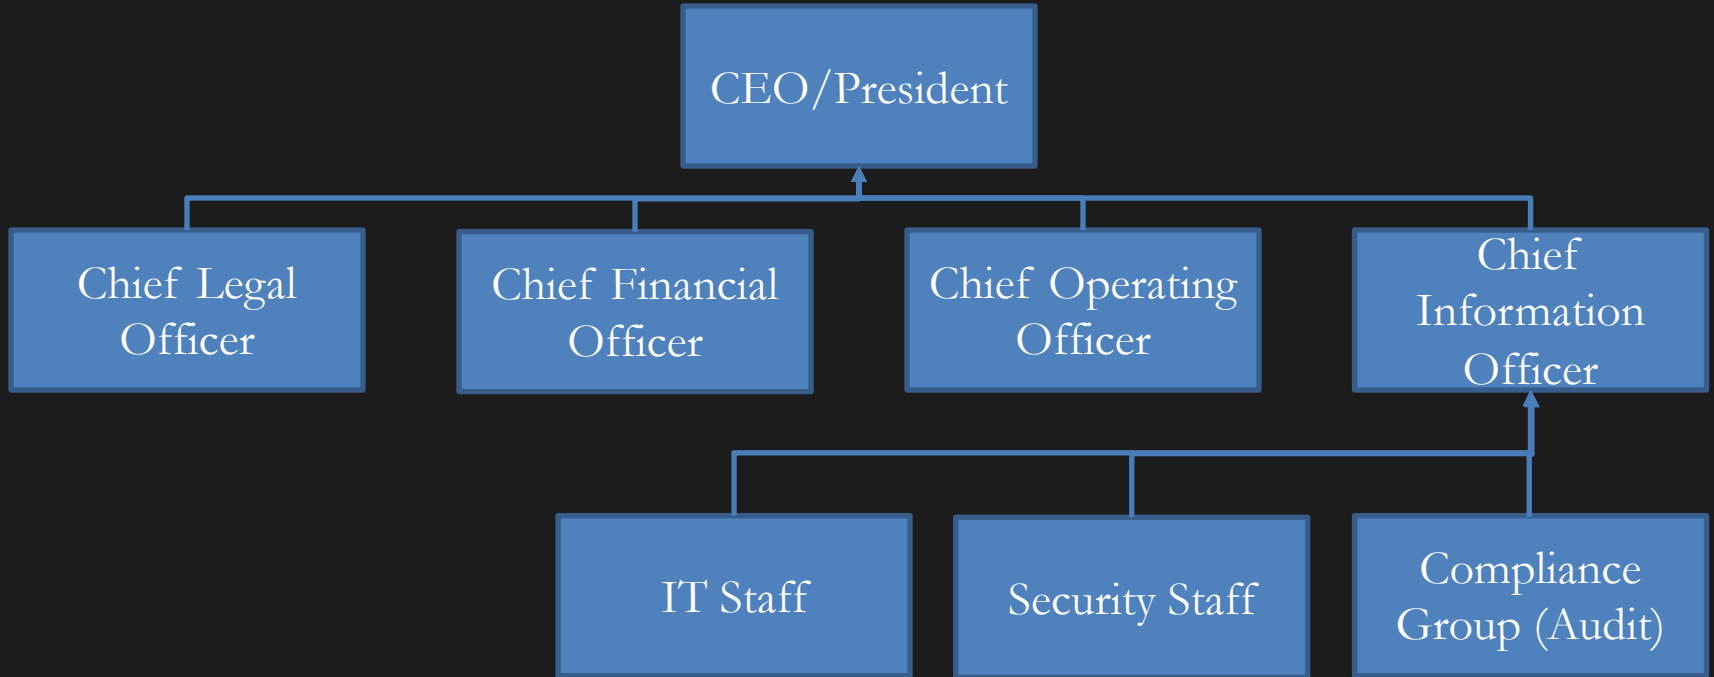 CEO/President
Chief Legal
Officer
Chief Financial
Officer
Chief Operating
Officer
Chief
Information
Officer
IT Staff
Security Staff
Compliance
Group (Audit)